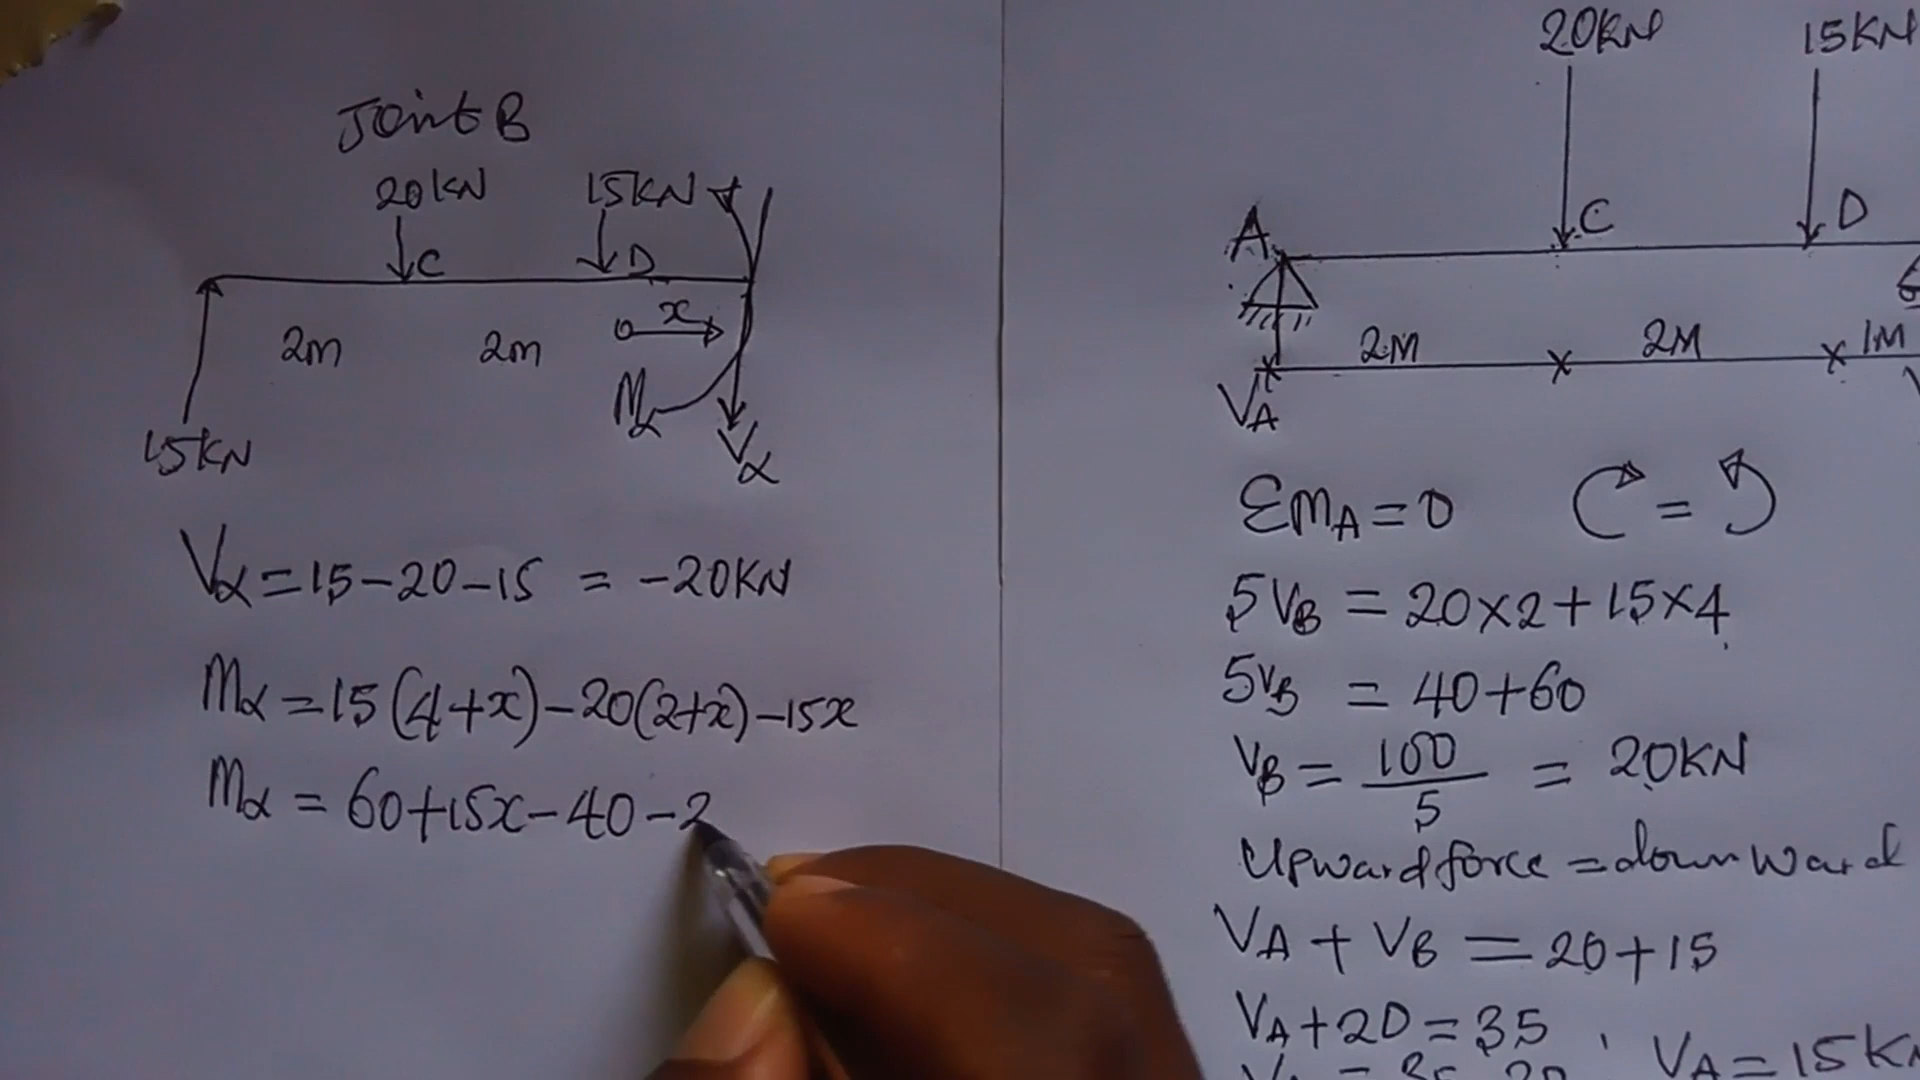 Joint B
20KN 15KN
C D
x
2m 2m
Mx
15KN
Vx
Vx = 15 - 20 - 15 = -20KN
Mx = 15(4+x) - 20(2+x) - 15x
Mx = 60 + 15x - 40 - 2
20KN 15KN
A C D
2M 2M 1M
VA
ƐMA = 0 =
5VB = 20×2 + 15×4
5VB = 40 + 60
VB = 100/5 = 20KN
Upward force = downward
VA + VB = 20 + 15
VA + 20 = 35
VA = 15K